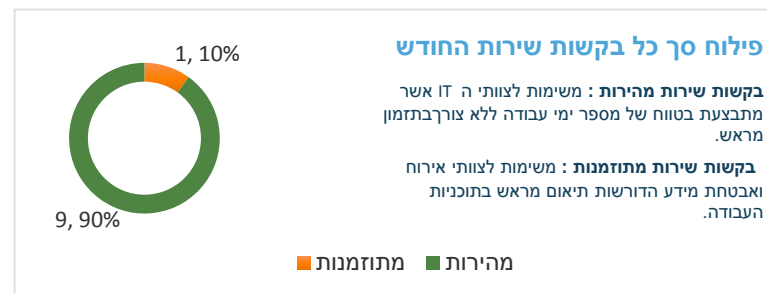 פילוח סך כל בקשות שירות החודש
בקשות שירות מהירות : משימות לצוותי ה IT אשר
מתבצעת בטווח של מספר ימי עבודה ללא צורךבתזמון
מראש.
בקשות שירות מתוזמנות : משימות לצוותי אירוח
ואבטחת מידע הדורשות תיאום מראש בתוכניות
העבודה.
1, 10%
9, 90%
מהירות מתוזמנות